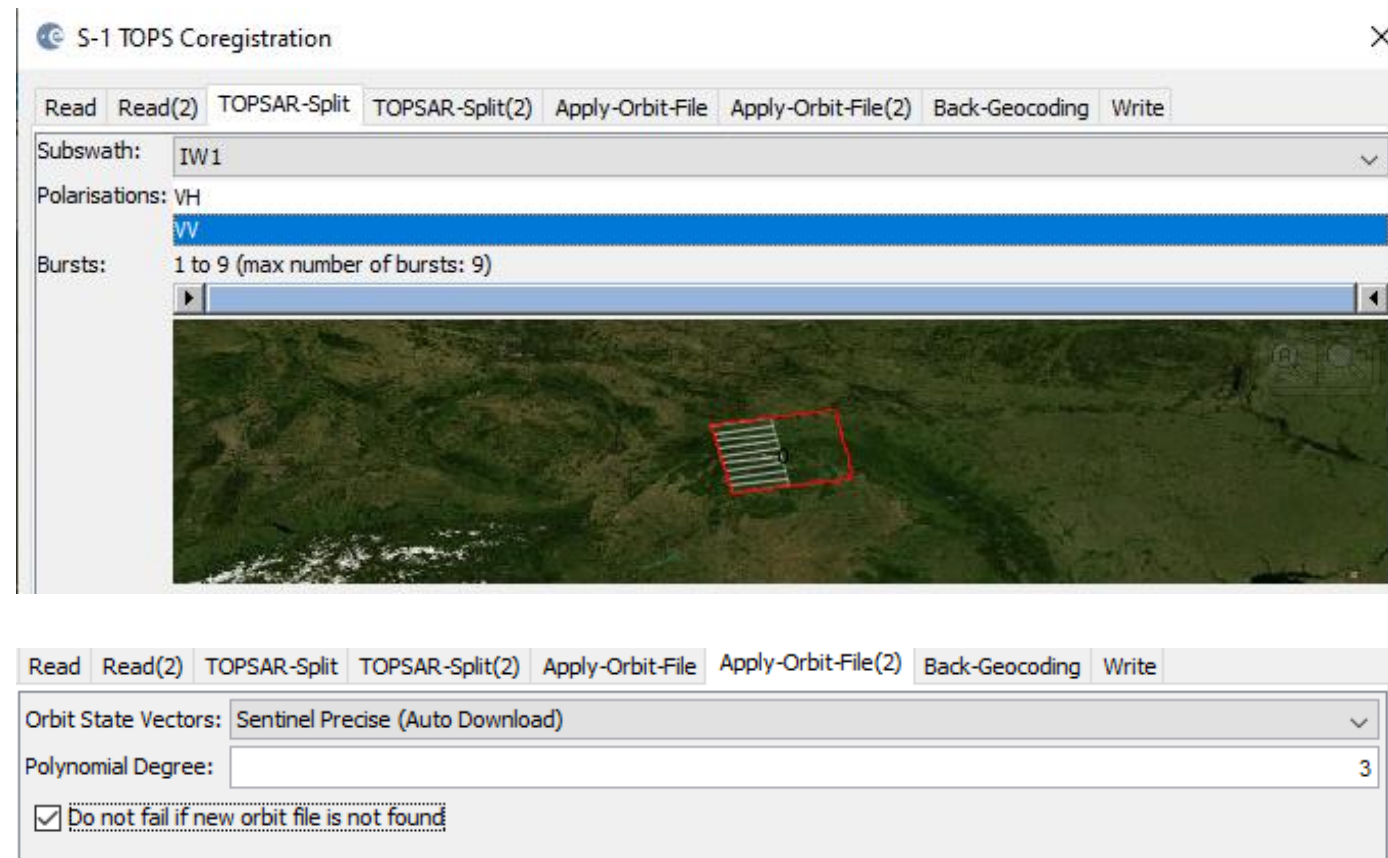 S-1 TOPS Coregistration
Read Read(2) TOPSAR-Split TOPSAR-Split(2) Apply-Orbit-File Apply-Orbit-File(2) Back-Geocoding Write
Subswath: IW1
Polarisations: VH
VV
Bursts: 1 to 9 (max number of bursts: 9)
0
Read Read(2) TOPSAR-Split TOPSAR-Split(2) Apply-Orbit-File Apply-Orbit-File(2) Back-Geocoding Write
Orbit State Vectors: Sentinel Precise (Auto Download)
Polynomial Degree: 3
Do not fail if new orbit file is not found